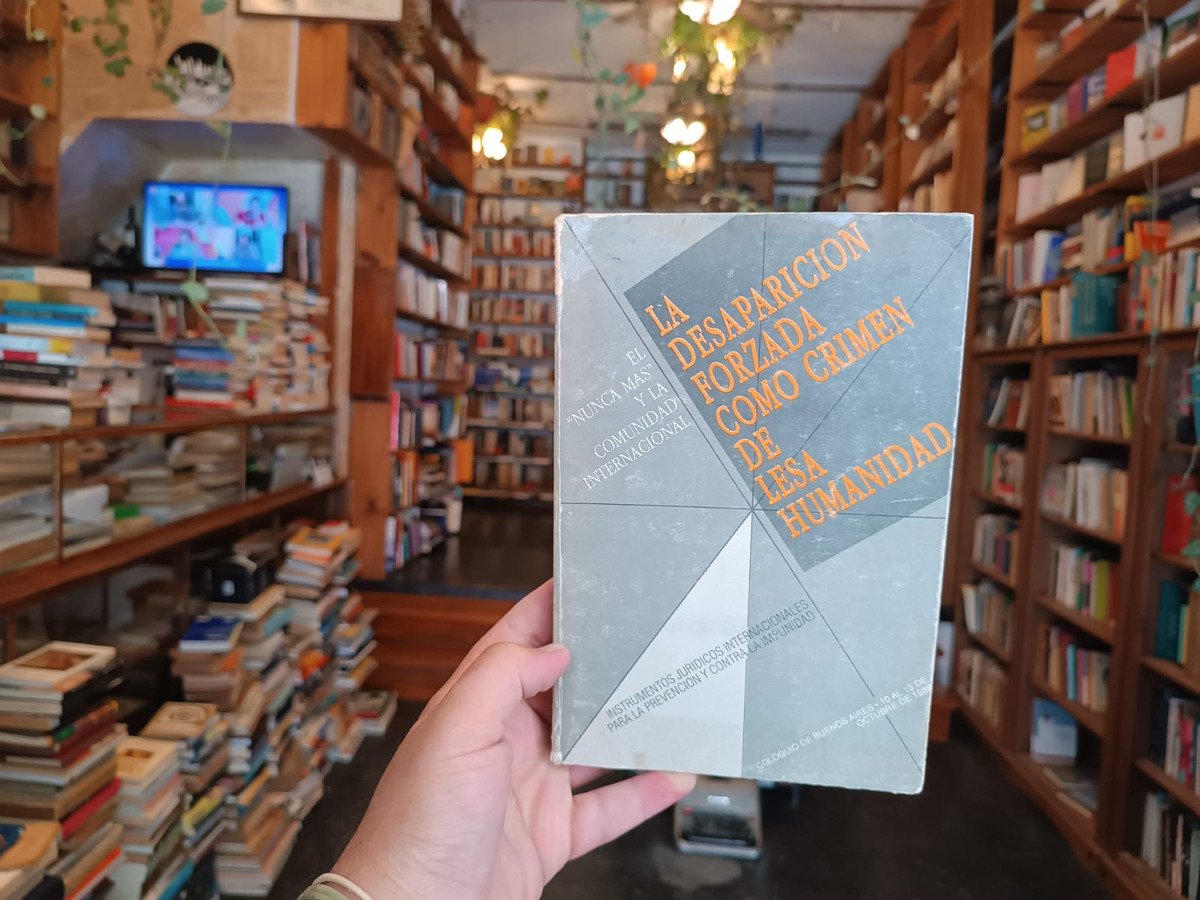 LA
DESAPARICION
FORZADA
COMO CRIMEN
DE
LESA
HUMANIDAD
EL
"NUNCA MAS"
Y LA
COMUNIDAD
INTERNACIONAL
INSTRUMENTOS JURIDICOS INTERNACIONALES
PARA LA PREVENCION Y CONTRA LA IMPUNIDAD
COLOQUIO DE BUENOS AIRES • 10 AL 13 DE
OCTUBRE DE